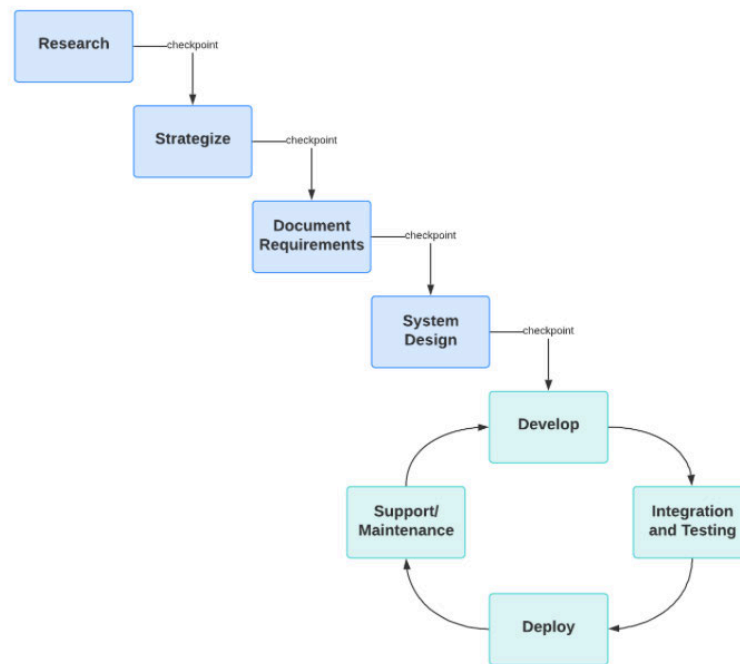 Research
checkpoint
Strategize
checkpoint
Document
Requirements
checkpoint
System
Design
checkpoint
Develop
Support/
Maintenance
Integration
and Testing
Deploy